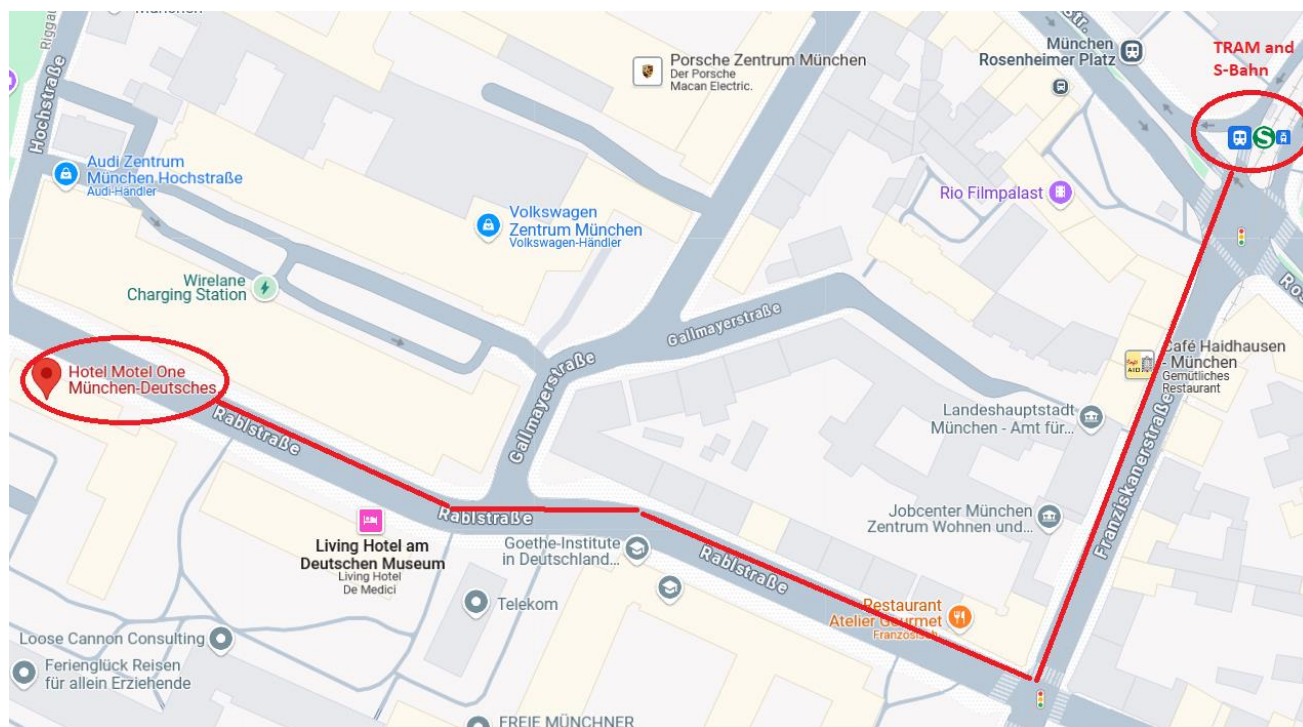 München
Riggau
Hochstraße
Audi Zentrum
München Hochstraße
Audi-Händler
Wirelane
Charging Station
Hotel Motel One
München-Deutsches
Porsche Zentrum München
Der Porsche
Macan Electric.
Volkswagen
Zentrum München
Volkswagen-Händler
Str.
München
Rosenheimer Platz
TRAM and
S-Bahn
S
Rio Filmpalast
Ros
Gallmayerstraße
Gallmayerstraße
Café Haidhausen
- München
Gemütliches
Restaurant
Landeshauptstadt
München - Amt für...
Franziskanerstraße
Jobcenter München
Zentrum Wohnen und...
Rablstraße
Rablstraße
Rablstraße
Living Hotel am
Deutschen Museum
Living Hotel
De Medici
Goethe-Institute
in Deutschland...
Telekom
Restaurant
Atelier Gourmet
Französisch
Loose Cannon Consulting
Ferienglück Reisen
für allein Erziehende
FREIE MÜNCHNER